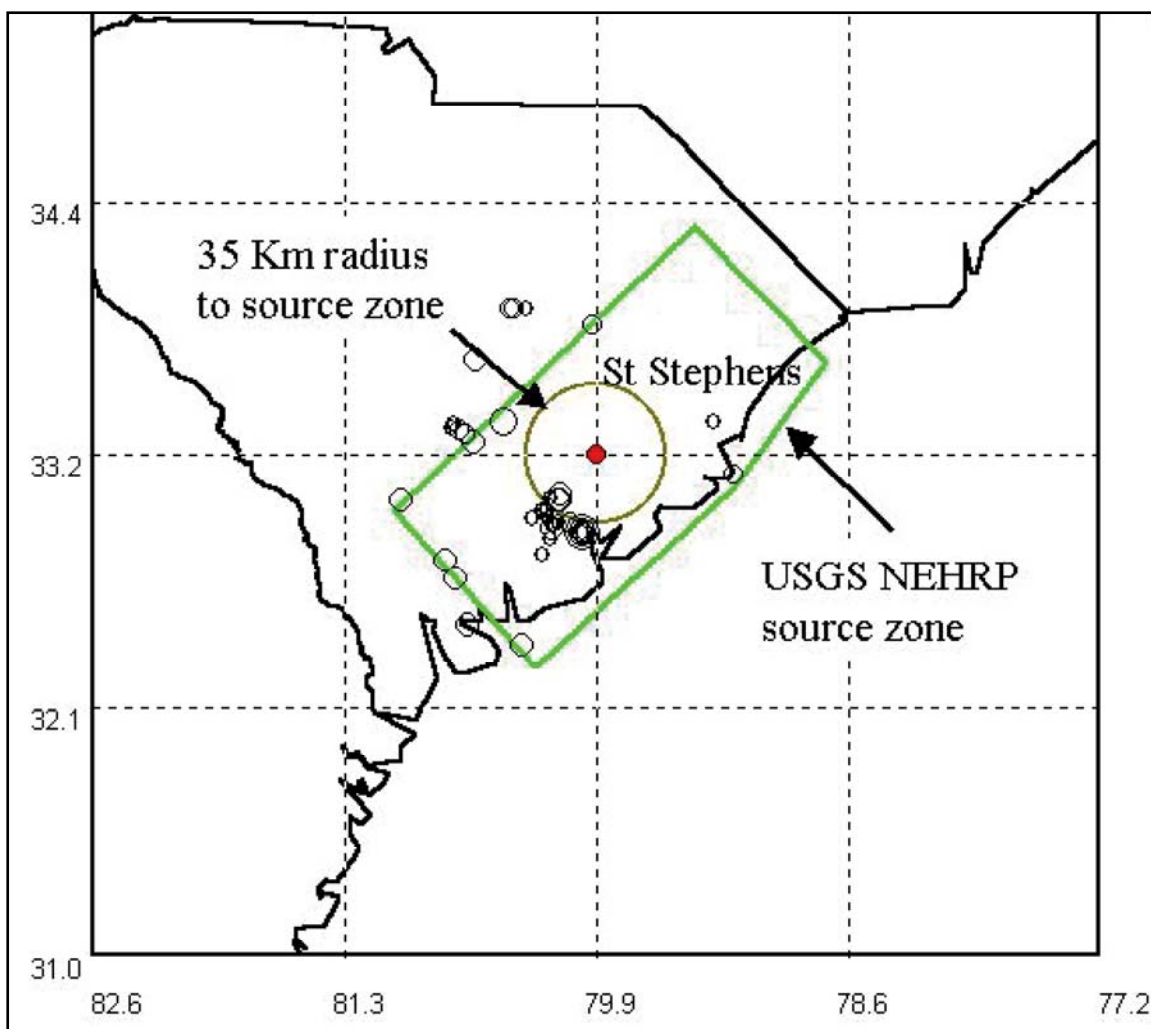 34.4
35 Km radius
to source zone
St Stephens
33.2
USGS NEHRP
source zone
32.1
31.0
82.6 81.3 79.9 78.6 77.2